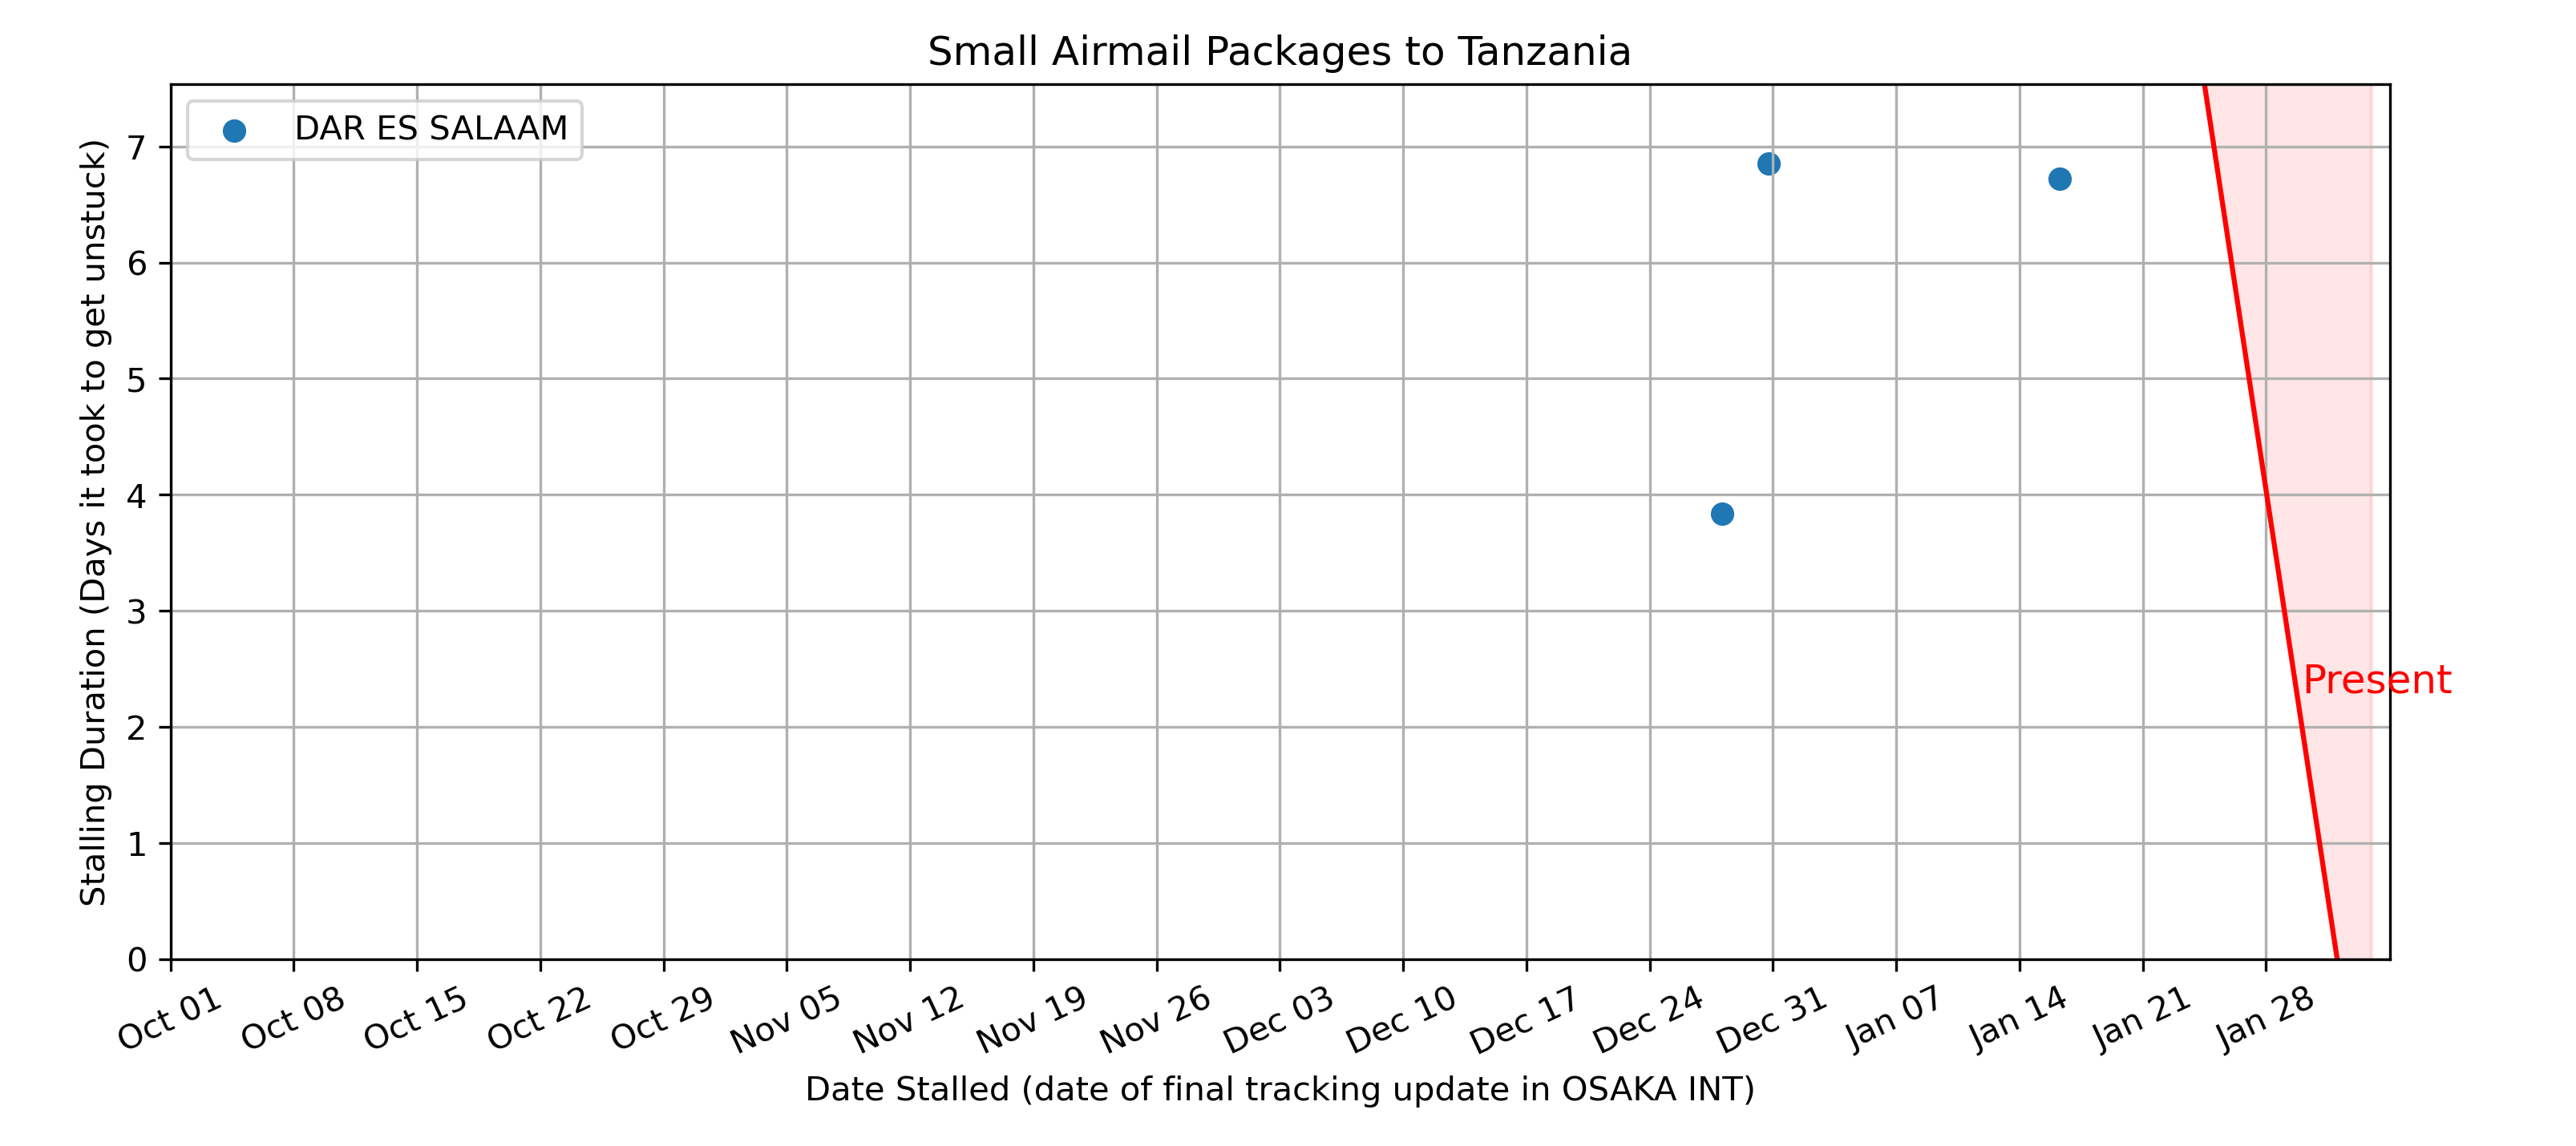 Small Airmail Packages to Tanzania
DAR ES SALAAM
Stalling Duration (Days it took to get unstuck)
7
6
5
4
3
2
1
0
Present
Oct 01 Oct 08 Oct 15 Oct 22 Oct 29 Nov 05 Nov 12 Nov 19 Nov 26 Dec 03 Dec 10 Dec 17 Dec 24 Dec 31 Jan 07 Jan 14 Jan 21 Jan 28
Date Stalled (date of final tracking update in OSAKA INT)